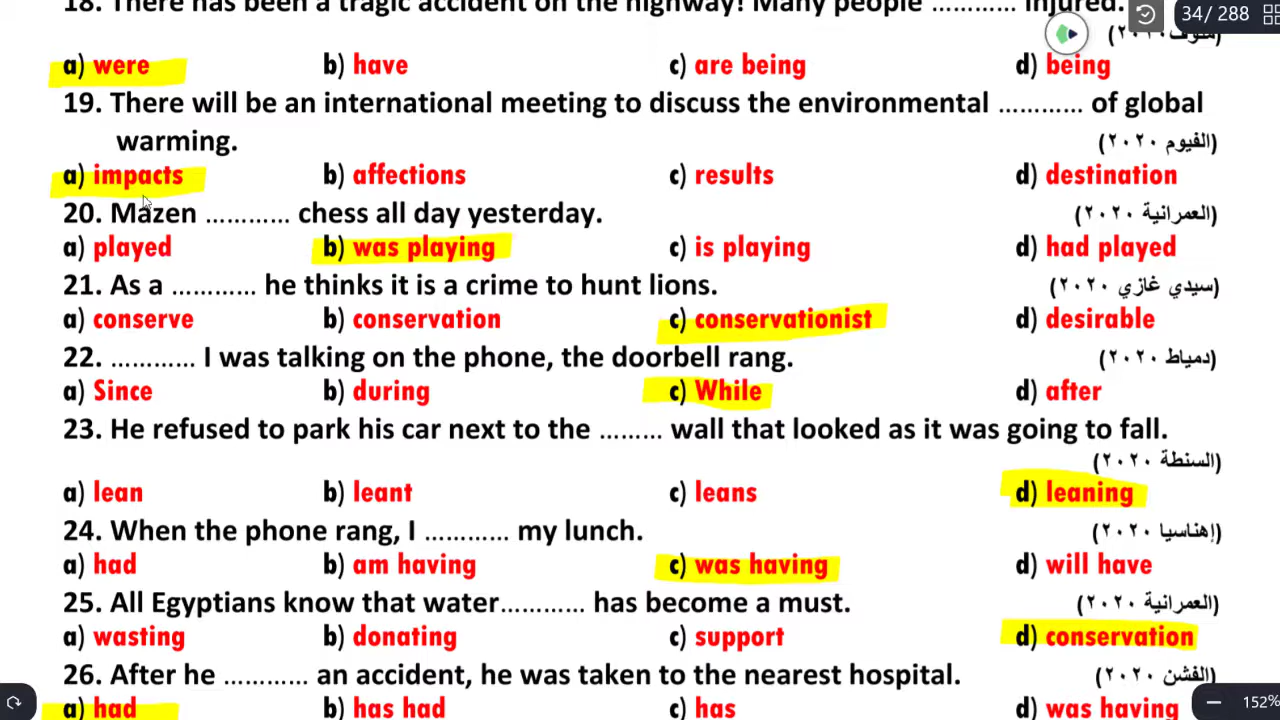 18. There has been a tragic accident on the highway! Many people ………… injured.
34/ 288
(منوف ٢٠٢٠)
a) were b) have c) are being d) being
19. There will be an international meeting to discuss the environmental ………… of global
warming. (الفيوم ٢٠٢٠)
a) impacts b) affections c) results d) destination
20. Mazen ………… chess all day yesterday. (العمرانية ٢٠٢٠)
a) played b) was playing c) is playing d) had played
21. As a ………… he thinks it is a crime to hunt lions. (سيدي غازي ٢٠٢٠)
a) conserve b) conservation c) conservationist d) desirable
22. ………… I was talking on the phone, the doorbell rang. (دمياط ٢٠٢٠)
a) Since b) during c) While d) after
23. He refused to park his car next to the ……… wall that looked as it was going to fall.
(السنطة ٢٠٢٠)
a) lean b) leant c) leans d) leaning
24. When the phone rang, I ………… my lunch. (إهناسيا ٢٠٢٠)
a) had b) am having c) was having d) will have
25. All Egyptians know that water………… has become a must. (العمرانية ٢٠٢٠)
a) wasting b) donating c) support d) conservation
26. After he ………… an accident, he was taken to the nearest hospital. (الفشن ٢٠٢٠)
a) had b) has had c) has d) was having
152%